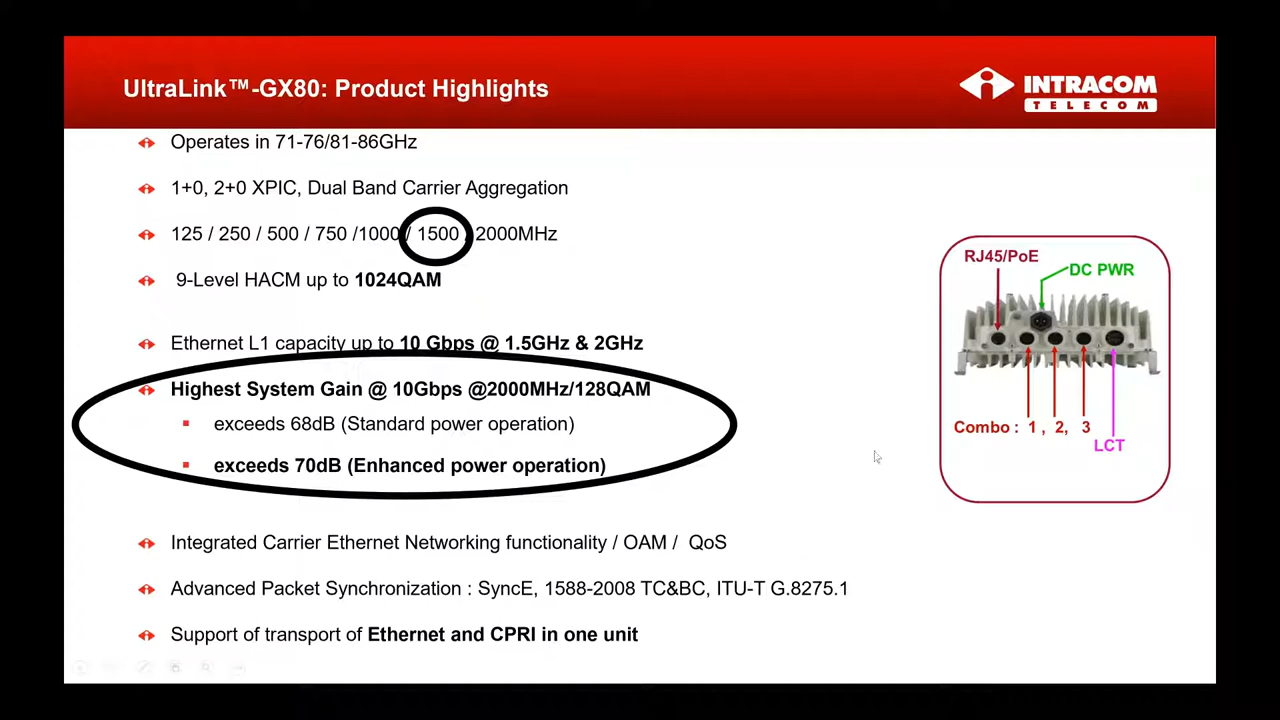 UltraLink™-GX80: Product Highlights
INTRACOM
TELECOM
Operates in 71-76/81-86GHz
1+0, 2+0 XPIC, Dual Band Carrier Aggregation
125 / 250 / 500 / 750 /1000 / 1500 / 2000MHz
9-Level HACM up to 1024QAM
Ethernet L1 capacity up to 10 Gbps @ 1.5GHz & 2GHz
Highest System Gain @ 10Gbps @2000MHz/128QAM
exceeds 68dB (Standard power operation)
exceeds 70dB (Enhanced power operation)
Integrated Carrier Ethernet Networking functionality / OAM / QoS
Advanced Packet Synchronization : SyncE, 1588-2008 TC&BC, ITU-T G.8275.1
Support of transport of Ethernet and CPRI in one unit
RJ45/PoE
DC PWR
Combo : 1 , 2, 3
LCT